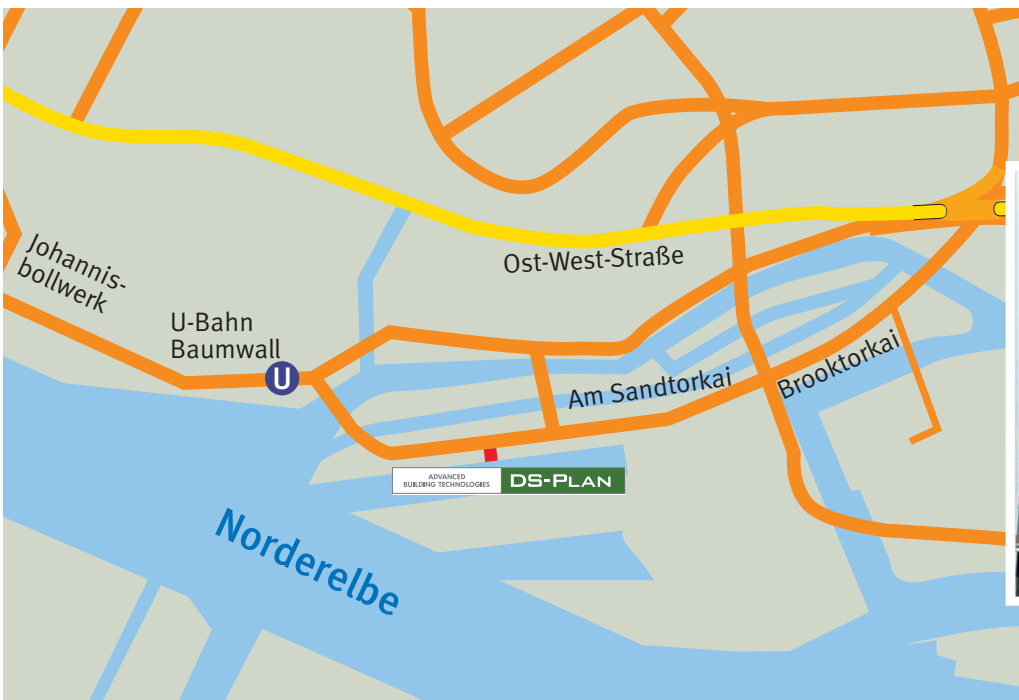 Ost-West-Straße
Johannis-
bollwerk
U-Bahn
Baumwall
U
Am Sandtorkai
Brooktorkai
ADVANCED
BUILDING TECHNOLOGIES
DS-PLAN
Norderelbe